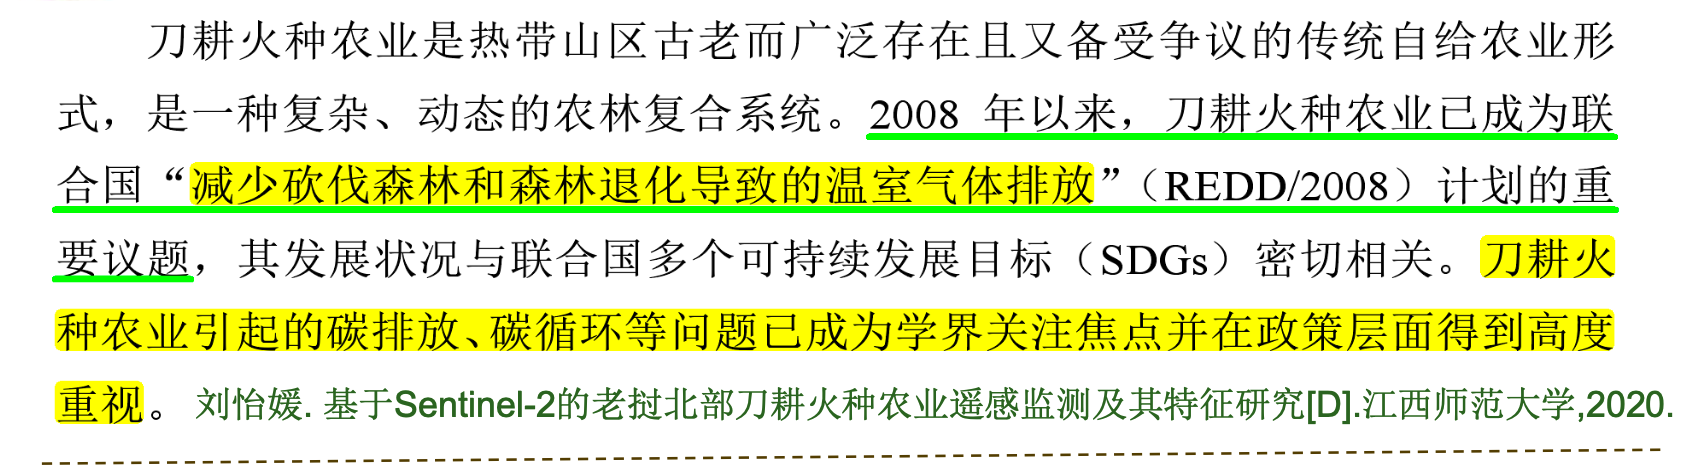 刀耕火种农业是热带山区古老而广泛存在且又备受争议的传统自给农业形
式，是一种复杂、动态的农林复合系统。2008 年以来，刀耕火种农业已成为联
合国“减少砍伐森林和森林退化导致的温室气体排放”（REDD/2008）计划的重
要议题，其发展状况与联合国多个可持续发展目标（SDGs）密切相关。刀耕火
种农业引起的碳排放、碳循环等问题已成为学界关注焦点并在政策层面得到高度
重视。 刘怡媛. 基于Sentinel-2的老挝北部刀耕火种农业遥感监测及其特征研究[D].江西师范大学,2020.